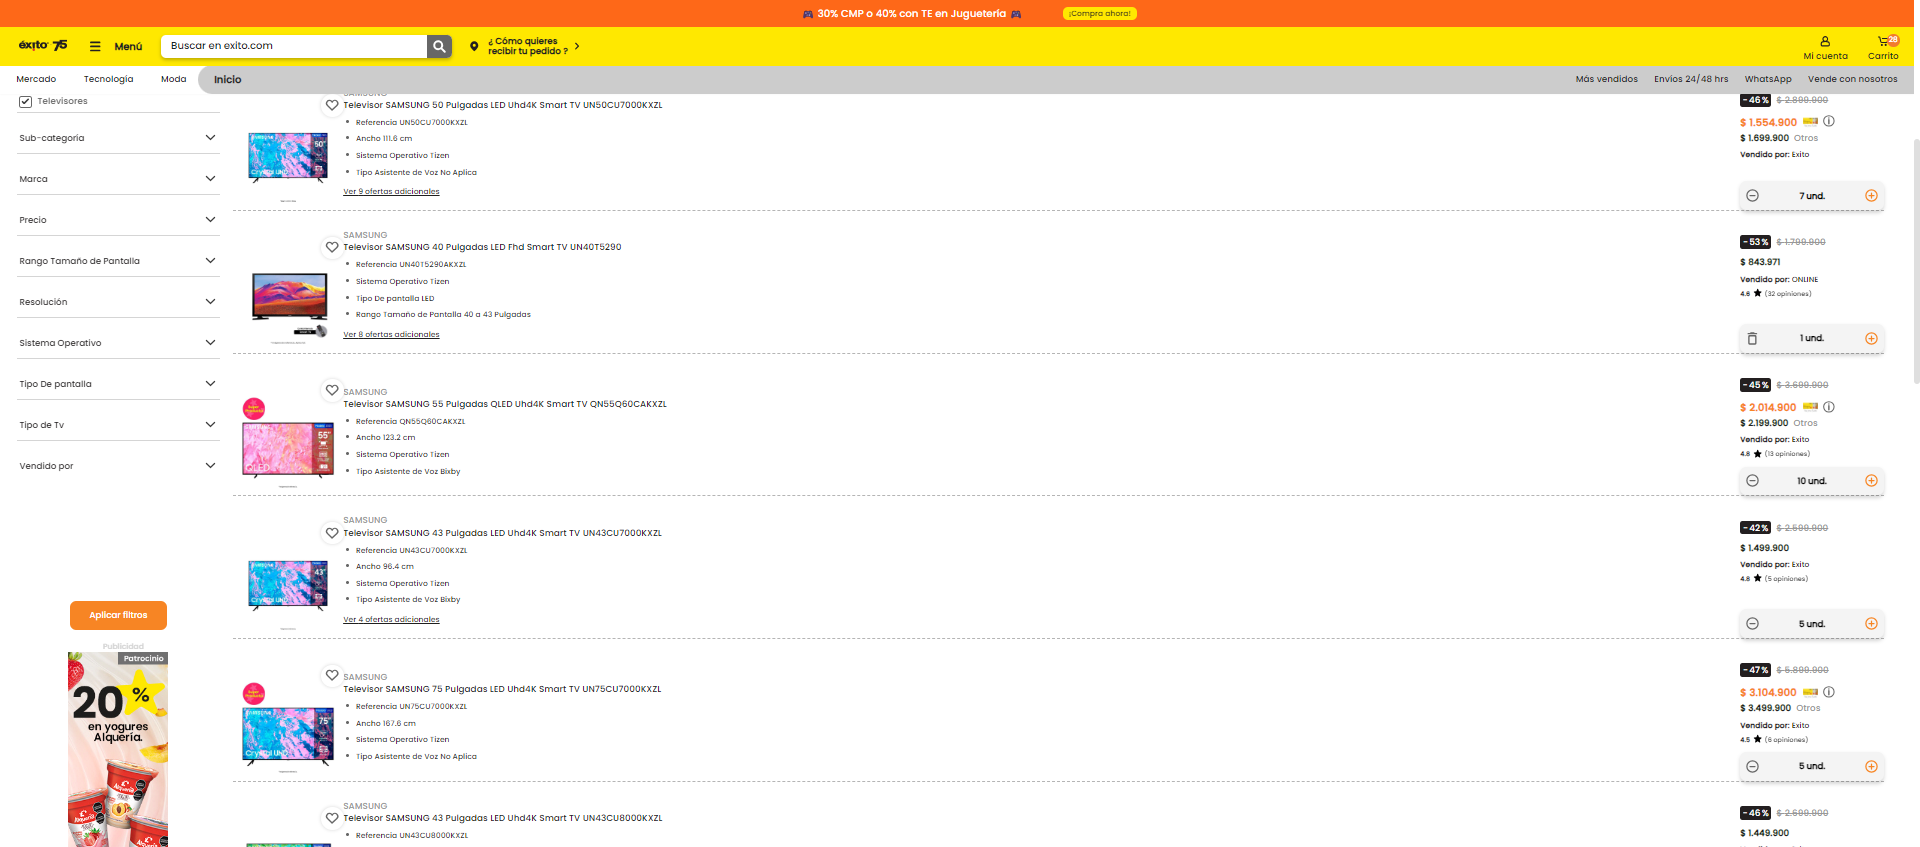 30% CMP o 40% con TE en Juguetería
¡Compra ahora!
éxito 75
Menú
Buscar en exito.com
¿ Cómo quieres
recibir tu pedido ?
Mi cuenta
28
Carrito
Mercado
Tecnología
Moda
Inicio
Más vendidos
Envíos 24/48 hrs
WhatsApp
Vende con nosotros
Televisores
Sub-categoría
Marca
Precio
Rango Tamaño de Pantalla
Resolución
Sistema Operativo
Tipo De pantalla
Tipo de Tv
Vendido por
Aplicar filtros
Publicidad
Patrocinio
20%
en yogures
Alquería.
Alquería
SAMSUNG
Televisor SAMSUNG 50 Pulgadas LED Uhd4K Smart TV UN50CU7000KXZL
Referencia UN50CU7000KXZL
Ancho 111.6 cm
Sistema Operativo Tizen
Tipo Asistente de Voz No Aplica
Ver 9 ofertas adicionales
50"
Crystal UHD
-46% $ 2.899.900
$ 1.554.900
$ 1.699.900 Otros
Vendido por: Exito
7 und.
SAMSUNG
Televisor SAMSUNG 40 Pulgadas LED Fhd Smart TV UN40T5290
Referencia UN40T5290AKXZL
Sistema Operativo Tizen
Tipo De pantalla LED
Rango Tamaño de Pantalla 40 a 43 Pulgadas
Ver 8 ofertas adicionales
-53% $ 1.799.900
$ 843.971
Vendido por: ONLINE
4.6 (32 opiniones)
1 und.
SAMSUNG
Televisor SAMSUNG 55 Pulgadas QLED Uhd4K Smart TV QN55Q60CAKXZL
Referencia QN55Q60CAKXZL
Ancho 123.2 cm
Sistema Operativo Tizen
Tipo Asistente de Voz Bixby
55"
QLED
-45% $ 3.699.900
$ 2.014.900
$ 2.199.900 Otros
Vendido por: Exito
4.8 (13 opiniones)
10 und.
SAMSUNG
Televisor SAMSUNG 43 Pulgadas LED Uhd4K Smart TV UN43CU7000KXZL
Referencia UN43CU7000KXZL
Ancho 96.4 cm
Sistema Operativo Tizen
Tipo Asistente de Voz Bixby
Ver 4 ofertas adicionales
43"
Crystal UHD
-42% $ 2.599.900
$ 1.499.900
Vendido por: Exito
4.8 (5 opiniones)
5 und.
SAMSUNG
Televisor SAMSUNG 75 Pulgadas LED Uhd4K Smart TV UN75CU7000KXZL
Referencia UN75CU7000KXZL
Ancho 167.6 cm
Sistema Operativo Tizen
Tipo Asistente de Voz No Aplica
75"
Crystal UHD
-47% $ 5.899.900
$ 3.104.900
$ 3.499.900 Otros
Vendido por: Exito
4.5 (6 opiniones)
5 und.
SAMSUNG
Televisor SAMSUNG 43 Pulgadas LED Uhd4K Smart TV UN43CU8000KXZL
Referencia UN43CU8000KXZL
-46% $ 2.699.900
$ 1.449.900